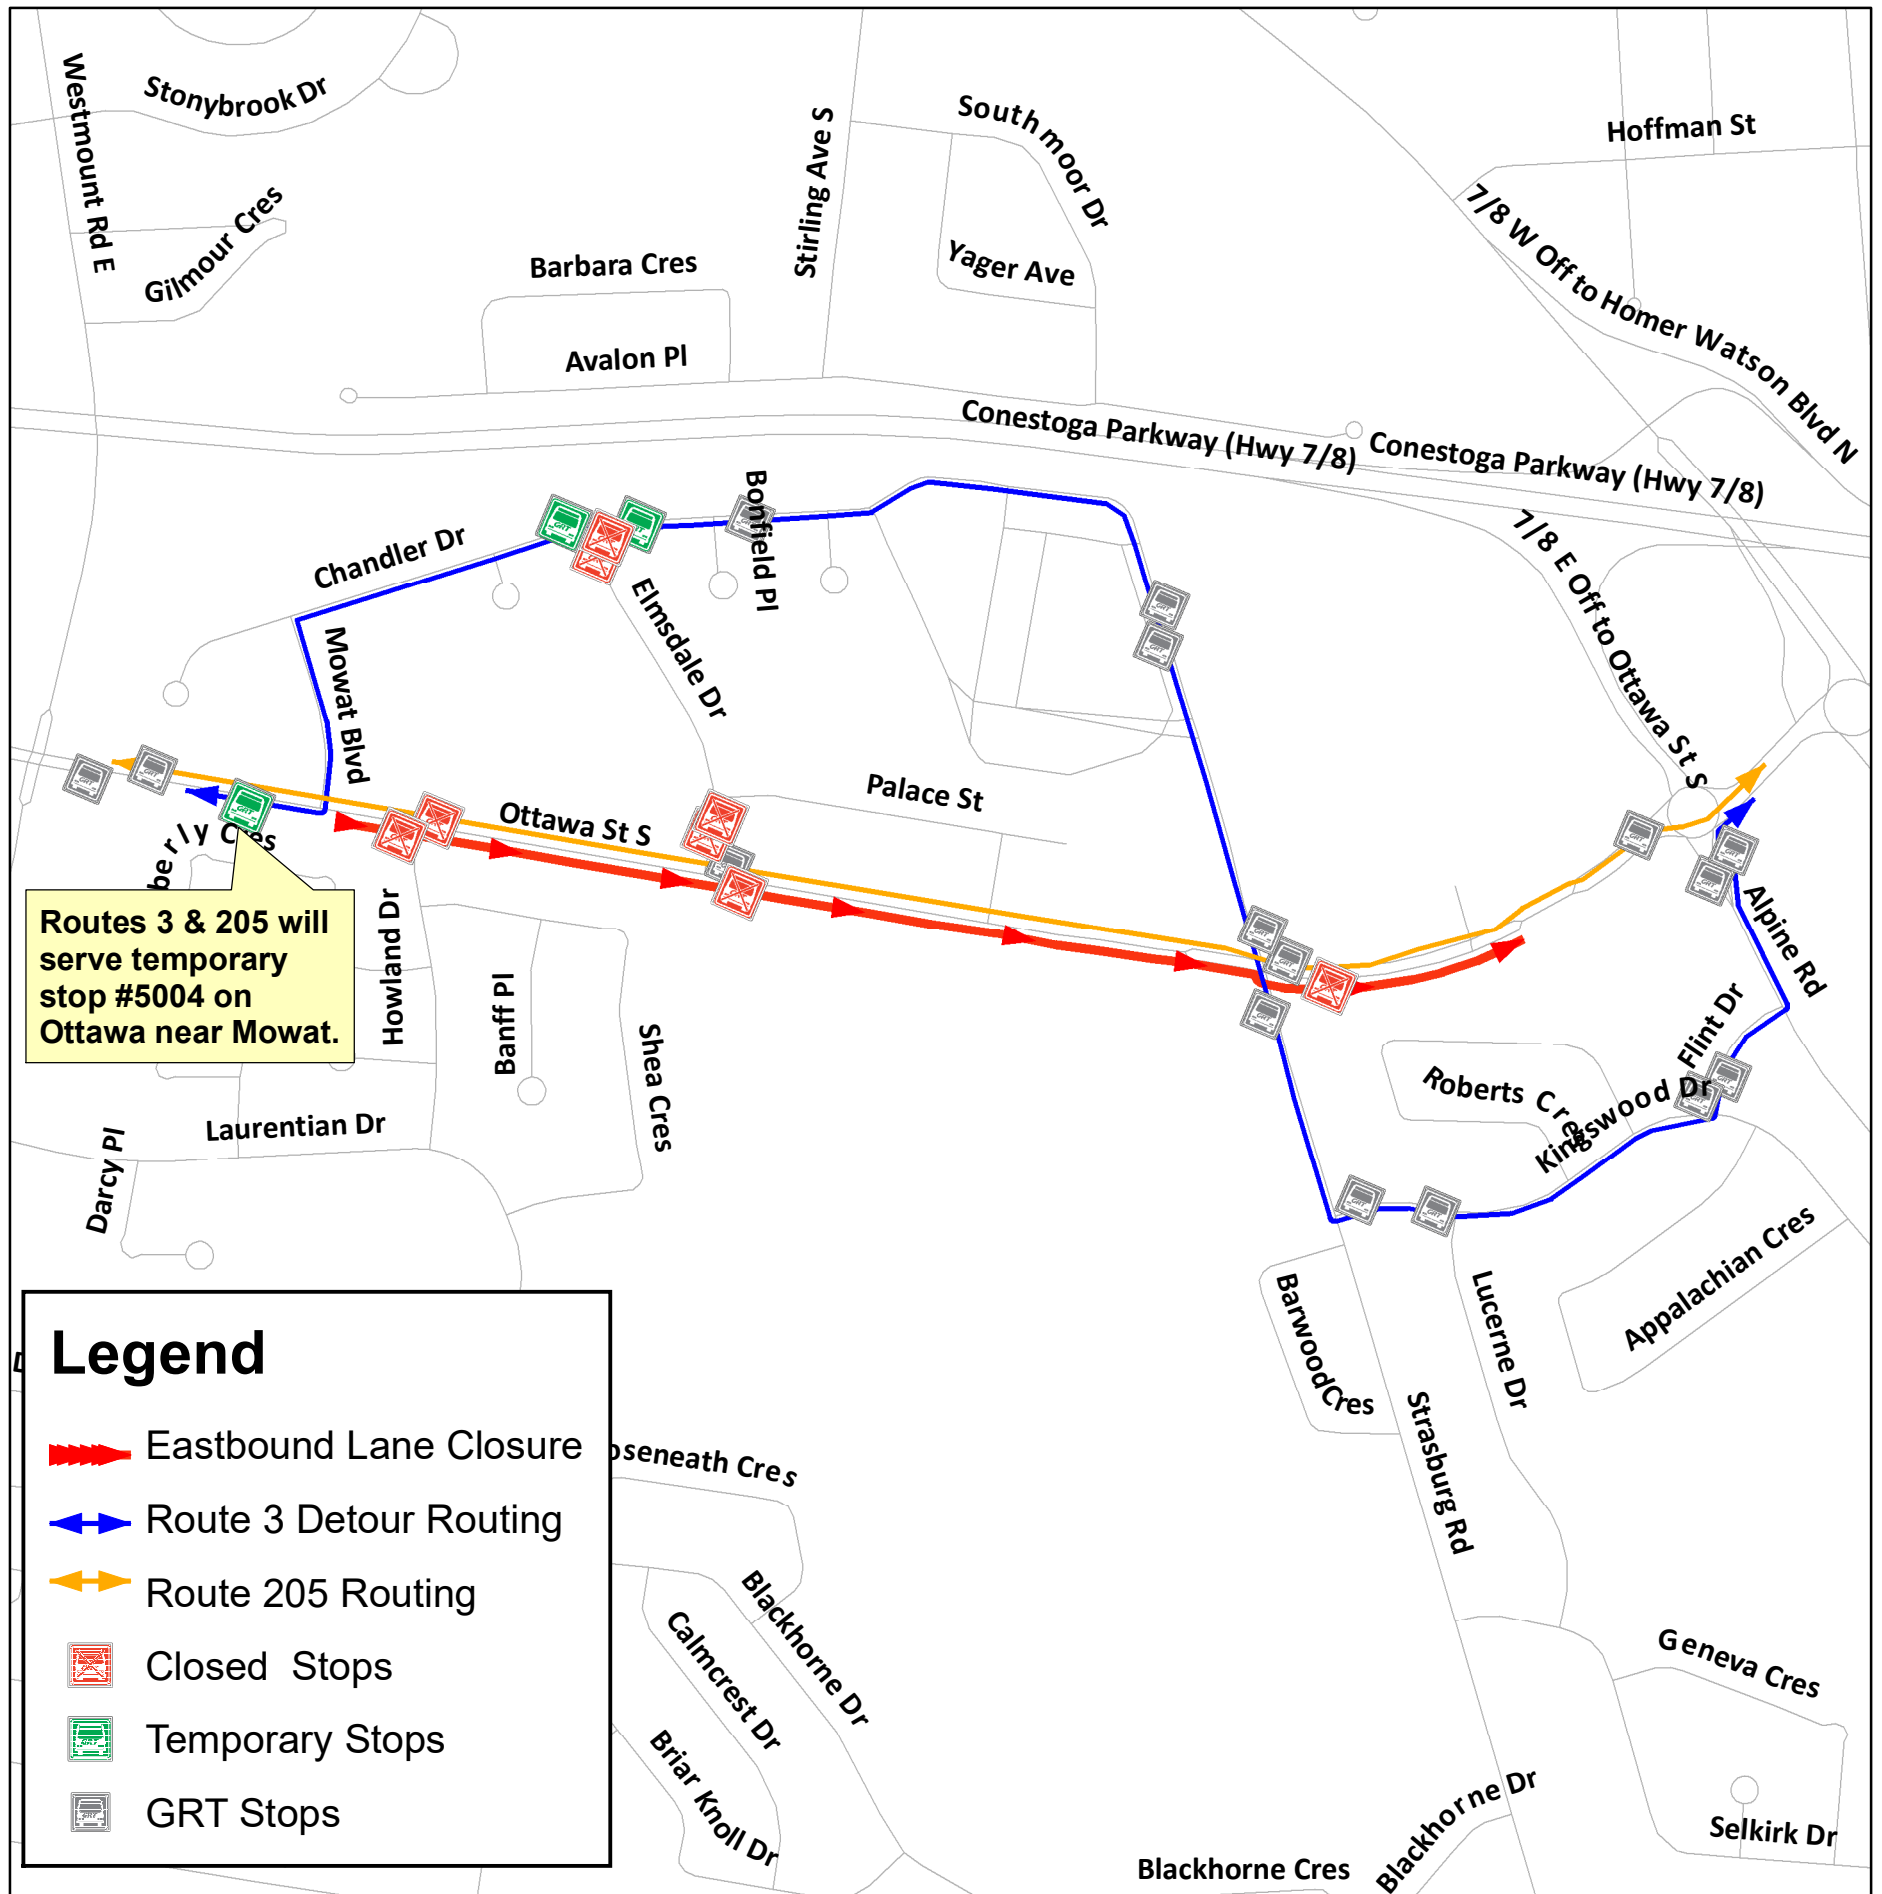 Westmount Rd E
Stonybrook Dr
Gilmour Cres
Barbara Cres
Avalon Pl
Stirling Ave S
Southmoor Dr
Yager Ave
Hoffman St
7/8 W Off to Homer Watson Blvd N
Conestoga Parkway (Hwy 7/8)
Conestoga Parkway (Hwy 7/8)
7/8 E Off to Ottawa St S
Chandler Dr
Bonfield Pl
Elmsdale Dr
Mowat Blvd
Ottawa St S
Palace St
berly Cres
Routes 3 & 205 will
serve temporary
stop #5004 on
Ottawa near Mowat.
Howland Dr
Banff Pl
Shea Cres
Laurentian Dr
Darcy Pl
Alpine Rd
Flint Dr
Roberts Cres
Kingswood Dr
Appalachian Cres
Barwood Cres
Lucerne Dr
Strasburg Rd
Legend
Eastbound Lane Closure
Route 3 Detour Routing
Route 205 Routing
Closed Stops
Temporary Stops
GRT Stops
oseneath Cres
Blackhorne Dr
Calmcrest Dr
Briar Knoll Dr
Geneva Cres
Selkirk Dr
Blackhorne Dr
Blackhorne Cres